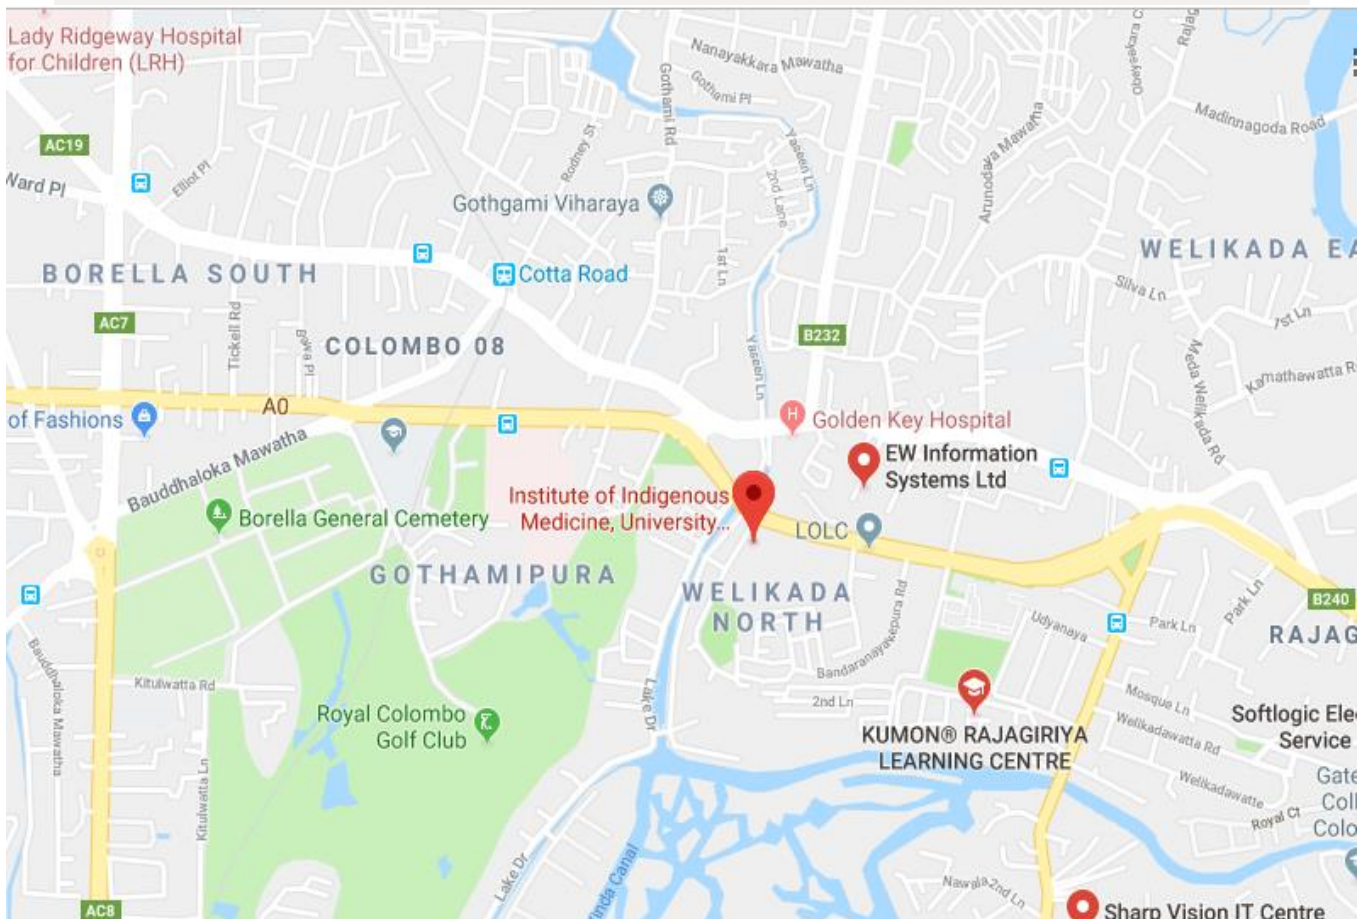 Lady Ridgeway Hospital
for Children (LRH)
Nanayakkara Mawatha
Gothami Pl
Gothami Rd
Rodney St
Madinnagoda Road
Arunodaya Mawatha
AC19
Ward Pl
Elliot Pl
Yaseen Ln
2nd Lane
Gothgami Viharaya
1st Ln
WELIKADA EA
BORELLA SOUTH
Cotta Road
Silva Ln
AC7
Tickell Rd
COLOMBO 08
B232
Yaseen Ln
7st Ln
Meda Welikada Rd
Kamathawatta R
A0
of Fashions
Golden Key Hospital
Bauddhaloka Mawatha
EW Information
Systems Ltd
Institute of Indigenous
Medicine, University...
Borella General Cemetery
LOLC
GOTHAMIPURA
WELIKADA
NORTH
B240
Park Ln
Park Ln
Udyanaya
RAJAG
Bandaranayakepura Rd
Bauddhaloka Mawatha
Kitulwatta Rd
2nd Ln
Lake Dr
Royal Colombo
Golf Club
KUMON® RAJAGIRIYA
LEARNING CENTRE
Mosque Ln
Welikadawatta Rd
Softlogic Ele
Service
Kitulwatta Ln
Welikadawatte
Gate
Coll
Colo
Royal Ct
Lake Dr
inda Canal
Nawala 2nd Ln
AC8
Sharp Vision IT Centre